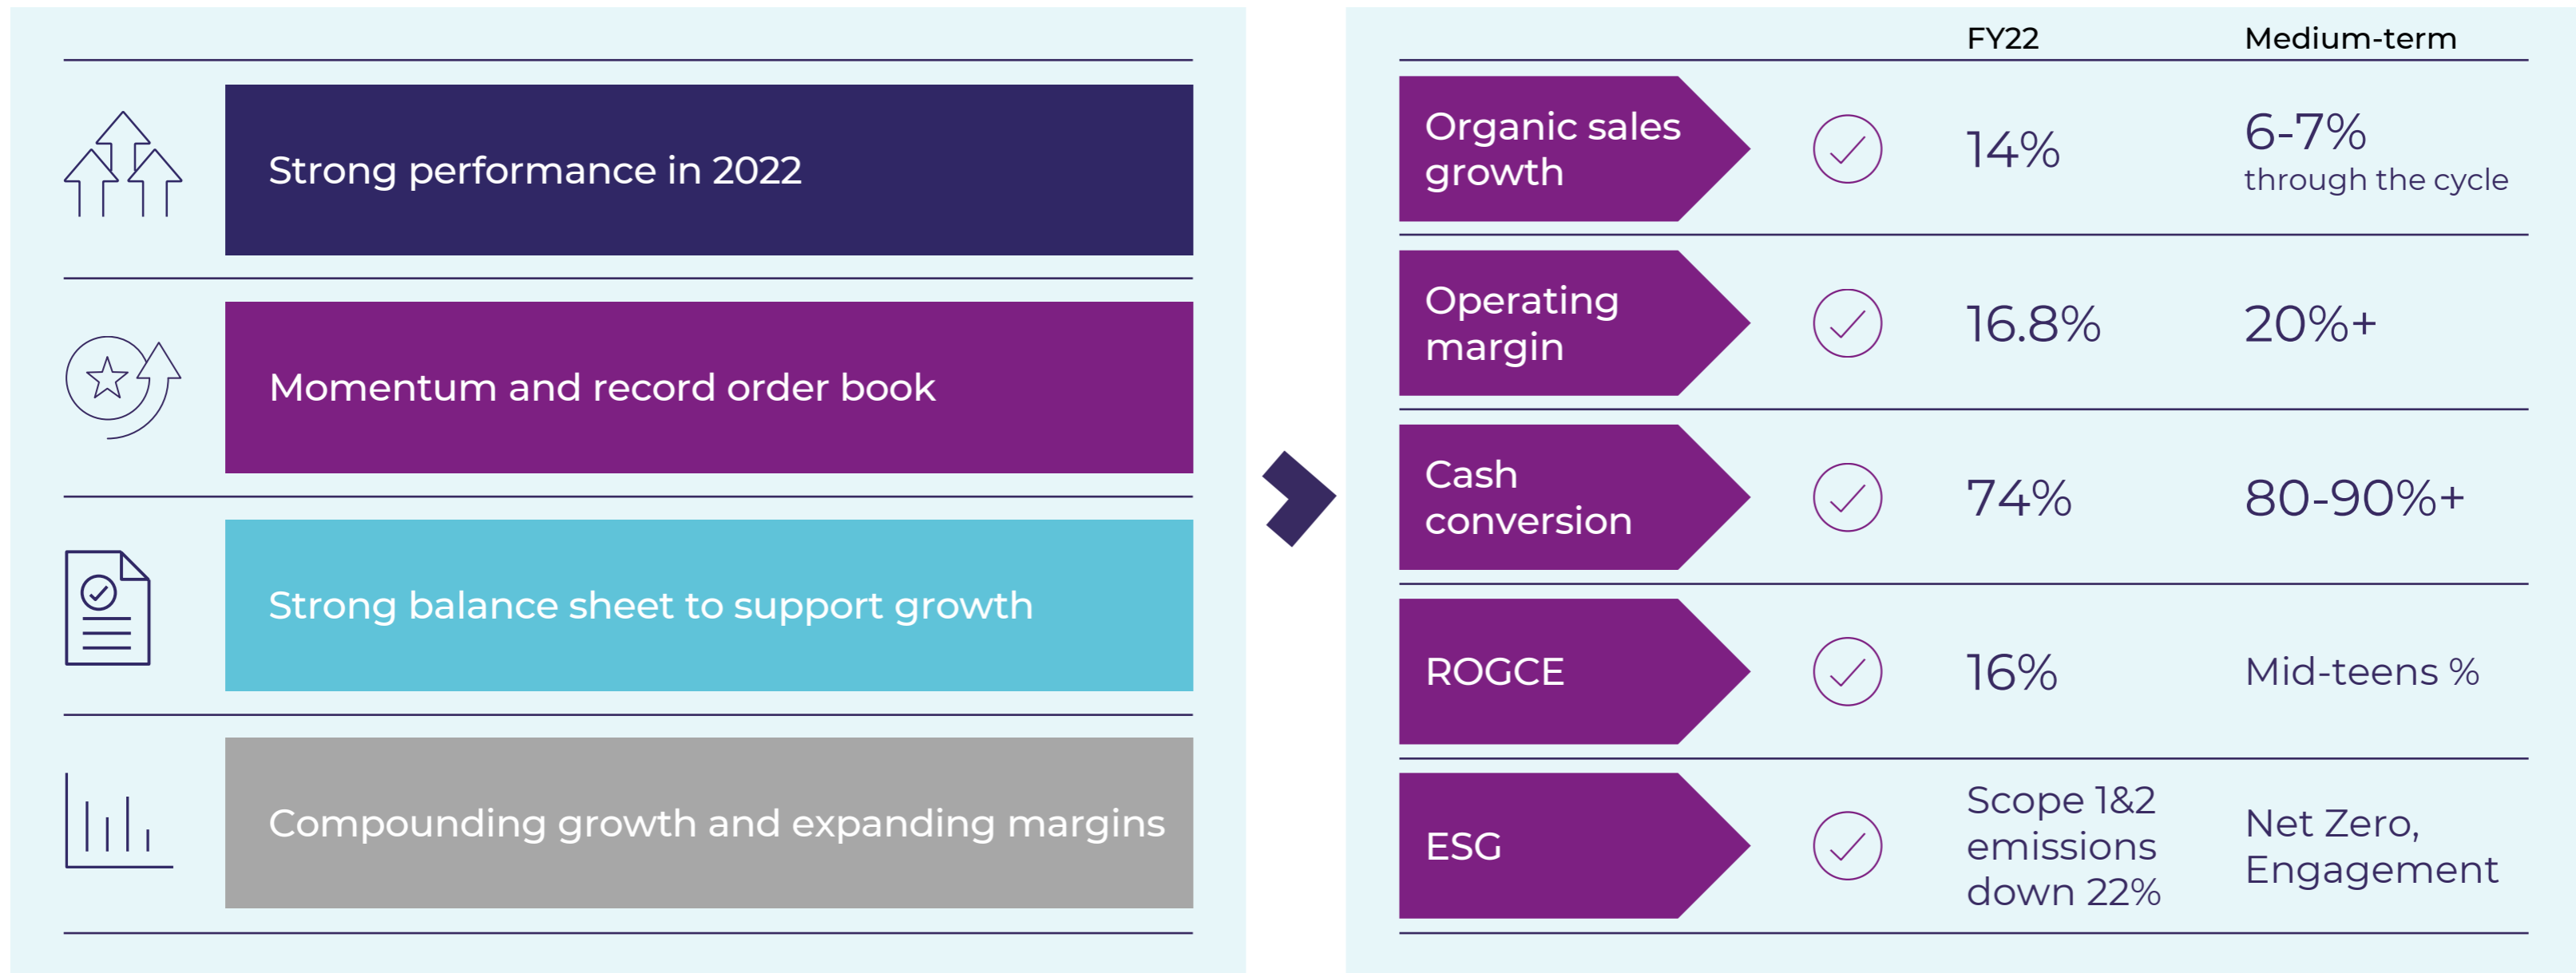 Strong performance in 2022
Momentum and record order book
Strong balance sheet to support growth
Compounding growth and expanding margins
FY22 Medium-term
Organic sales
growth
14%
6-7%
through the cycle
Operating
margin
16.8%
20%+
Cash
conversion
74%
80-90%+
ROGCE
16%
Mid-teens %
ESG
Scope 1&2
emissions
down 22%
Net Zero,
Engagement